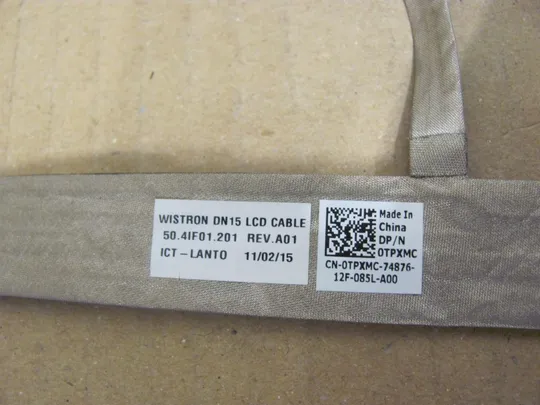 WISTRON DN15 LCD CABLE
50.4IF01.201 REV.A01
ICT-LANTO 11/02/15
Made In
China
DP/N
0TPXMC
CN-0TPXMC-74876-
12F-085L-A00